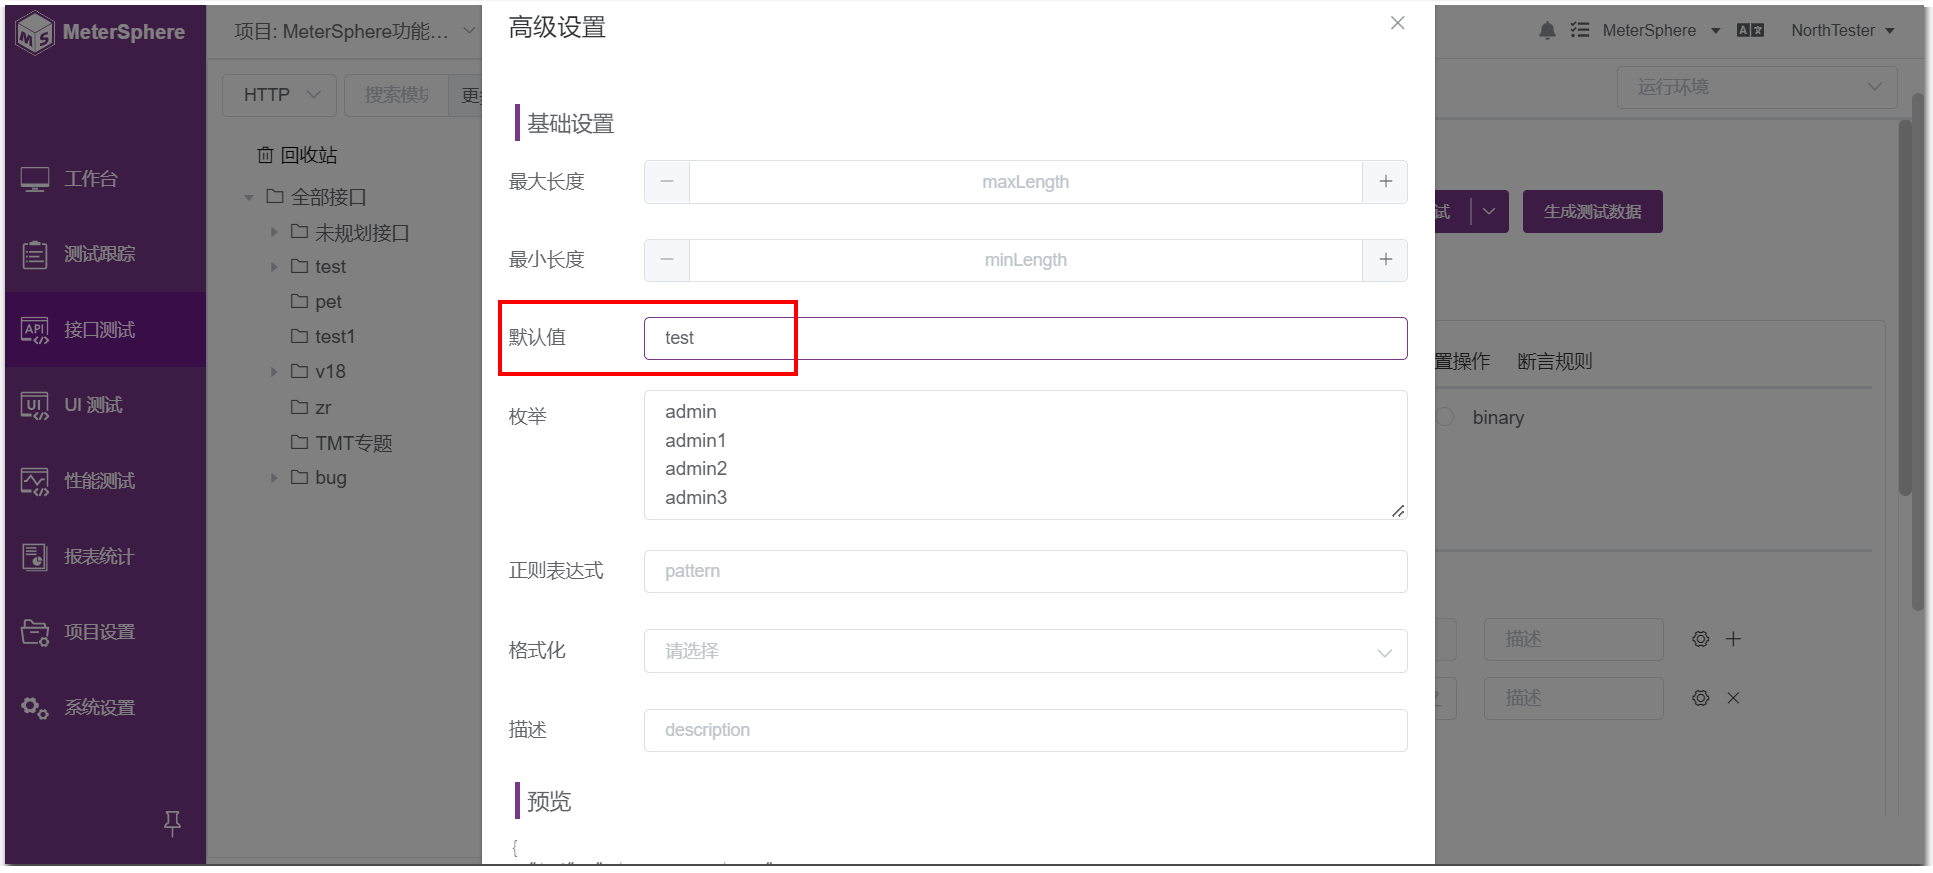 MeterSphere
项目: MeterSphere功能...
高级设置
MeterSphere
NorthTester
HTTP
搜索模块
运行环境
基础设置
回收站
工作台
最大长度
maxLength
全部接口
试
生成测试数据
未规划接口
测试跟踪
最小长度
minLength
test
pet
接口测试
默认值
test
test1
置操作
断言规则
v18
UI 测试
枚举
admin
admin1
admin2
admin3
zr
binary
TMT专题
性能测试
bug
报表统计
正则表达式
pattern
项目设置
格式化
请选择
描述
系统设置
描述
description
描述
预览
{